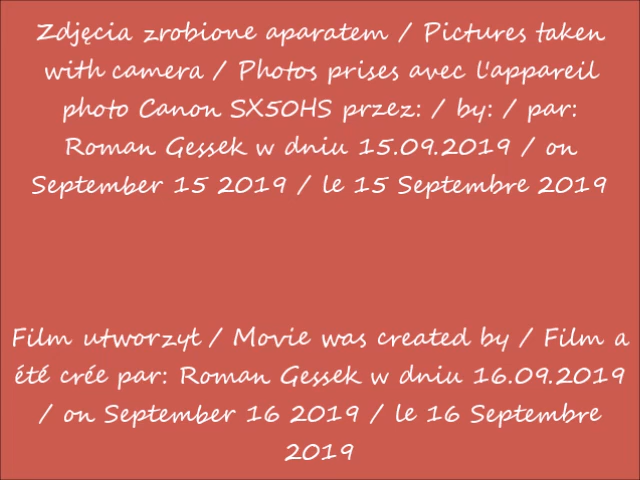 Zdjęcia zrobione aparatem / Pictures taken
with camera / Photos prises avec l'appareil
photo Canon SX50HS przez: / by: / par:
Roman Gessek w dniu 15.09.2019 / on
September 15 2019 / le 15 Septembre 2019
Film utworzył / Movie was created by / Film a
été crée par: Roman Gessek w dniu 16.09.2019
/ on September 16 2019 / le 16 Septembre
2019